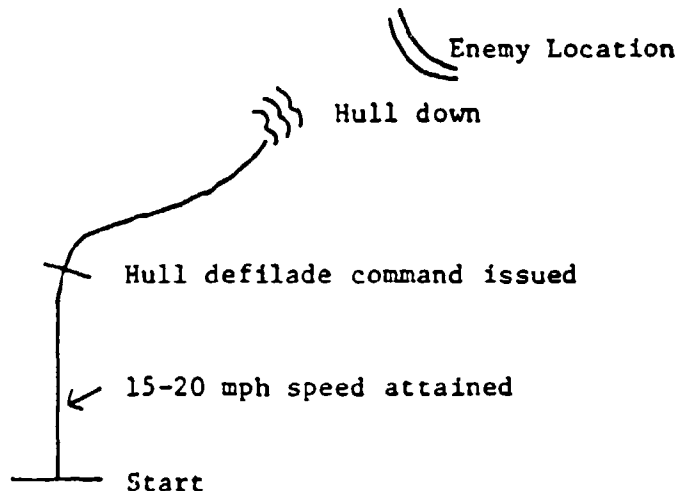 Enemy Location
Hull down
Hull defilade command issued
15-20 mph speed attained
Start